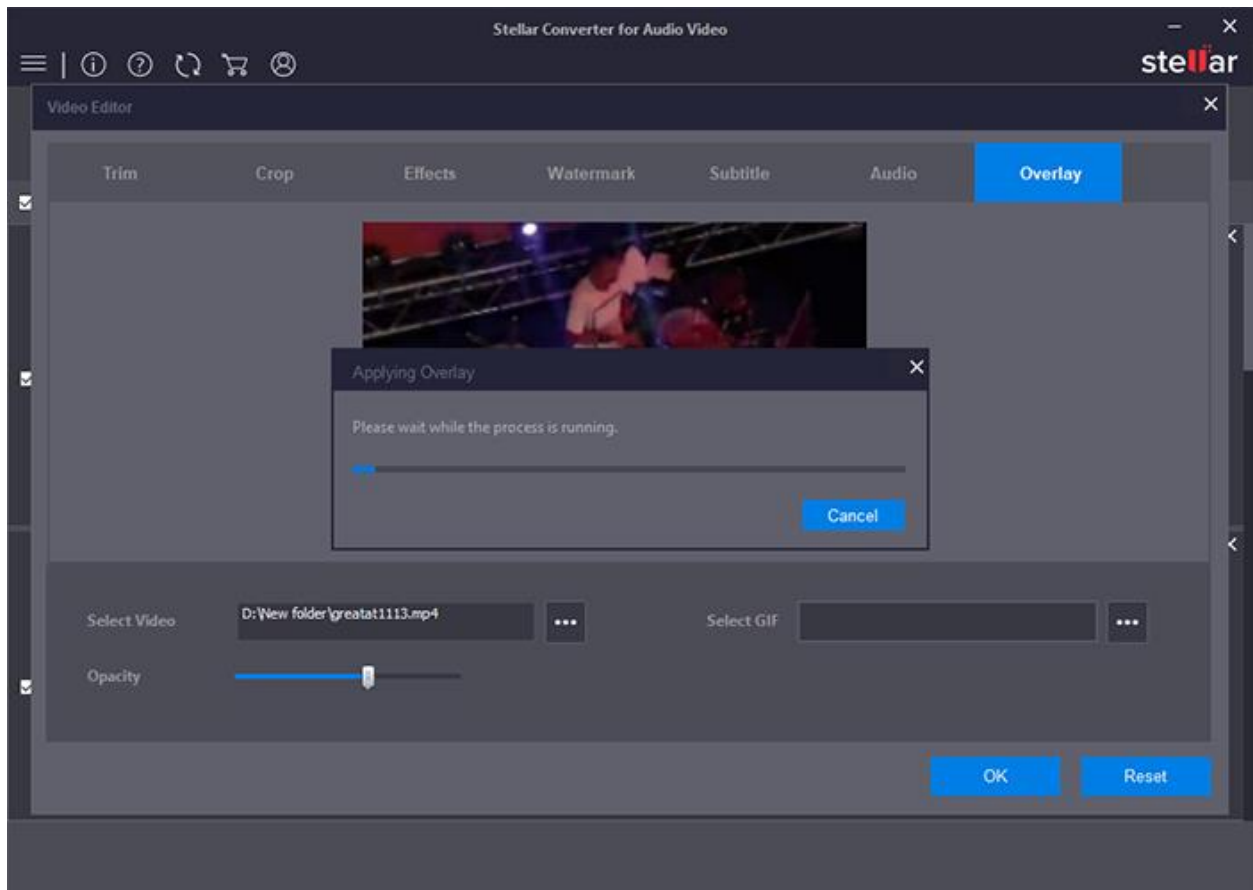 Stellar Converter for Audio Video
stellar
Video Editor
Trim Crop Effects Watermark Subtitle Audio Overlay
Applying Overlay
Please wait while the process is running.
Cancel
Select Video D:\New folder\greatat1113.mp4 Select GIF
Opacity
OK Reset